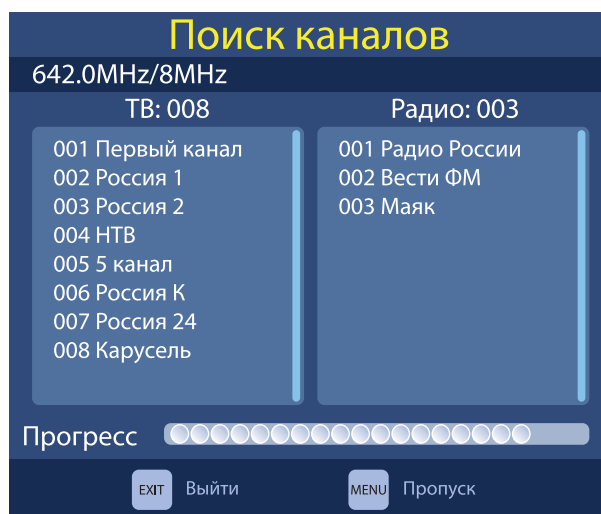 Поиск каналов
642.0MHz/8MHz
ТВ: 008
Радио: 003
001 Первый канал
002 Россия 1
003 Россия 2
004 НТВ
005 5 канал
006 Россия К
007 Россия 24
008 Карусель
001 Радио России
002 Вести ФМ
003 Маяк
Прогресс
EXIT Выйти
MENU Пропуск